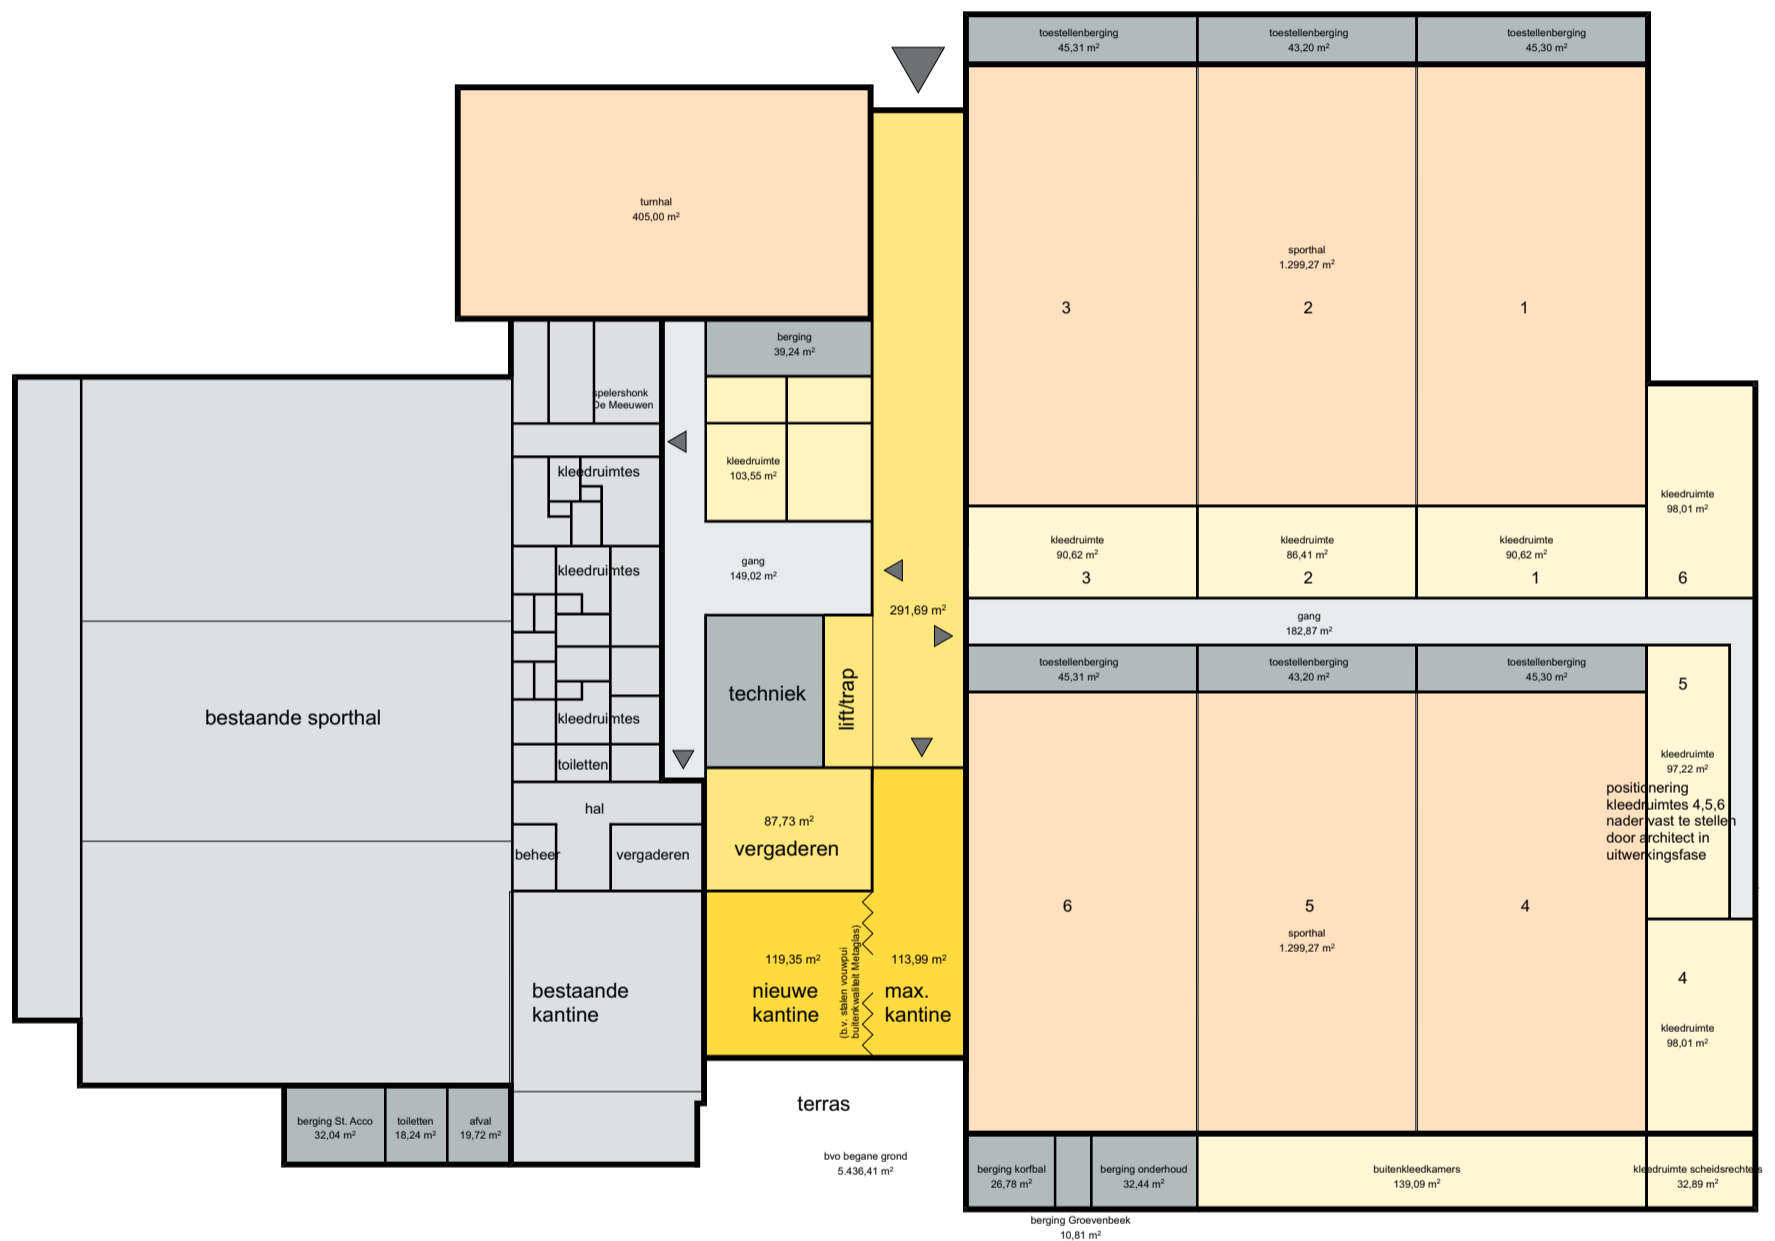 toestellenberging
45,31 m²
toestellenberging
43,20 m²
toestellenberging
45,30 m²
turnhal
405,00 m²
sporthal
1.299,27 m²
3
2
1
berging
39,24 m²
spelershonk
De Meeuwen
kleedruimtes
kleedruimte
103,55 m²
kleedruimte
98,01 m²
6
kleedruimte
90,62 m²
3
kleedruimte
86,41 m²
2
kleedruimte
90,62 m²
1
kleedruimtes
gang
149,02 m²
291,69 m²
gang
182,87 m²
toestellenberging
45,31 m²
toestellenberging
43,20 m²
toestellenberging
45,30 m²
5
kleedruimte
97,22 m²
techniek
lift/trap
bestaande sporthal
kleedruimtes
toiletten
hal
beheer
vergaderen
87,73 m²
vergaderen
positionering
kleedruimtes 4,5,6
nader vast te stellen
door architect in
uitwerkingsfase
6
5
4
sporthal
1.299,27 m²
119,35 m²
nieuwe
kantine
(b.v. stalen vouwpui
buitenkwaliteit Metaglas)
113,99 m²
max.
kantine
bestaande
kantine
4
kleedruimte
98,01 m²
berging St. Acco
32,04 m²
toiletten
18,24 m²
afval
19,72 m²
terras
bvo begane grond
5.436,41 m²
berging korfbal
26,78 m²
berging onderhoud
32,44 m²
buitenkleedkamers
139,09 m²
kleedruimte scheidsrechters
32,89 m²
berging Groevenbeek
10,81 m²